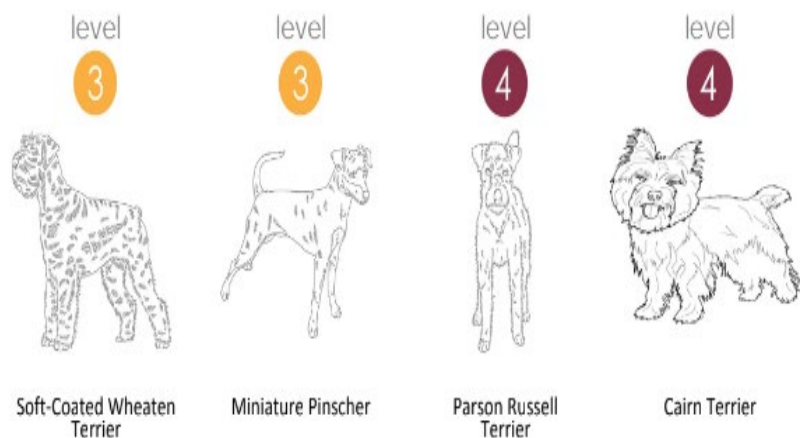 level
3
Soft-Coated Wheaten
Terrier
level
3
Miniature Pinscher
level
4
Parson Russell
Terrier
level
4
Cairn Terrier